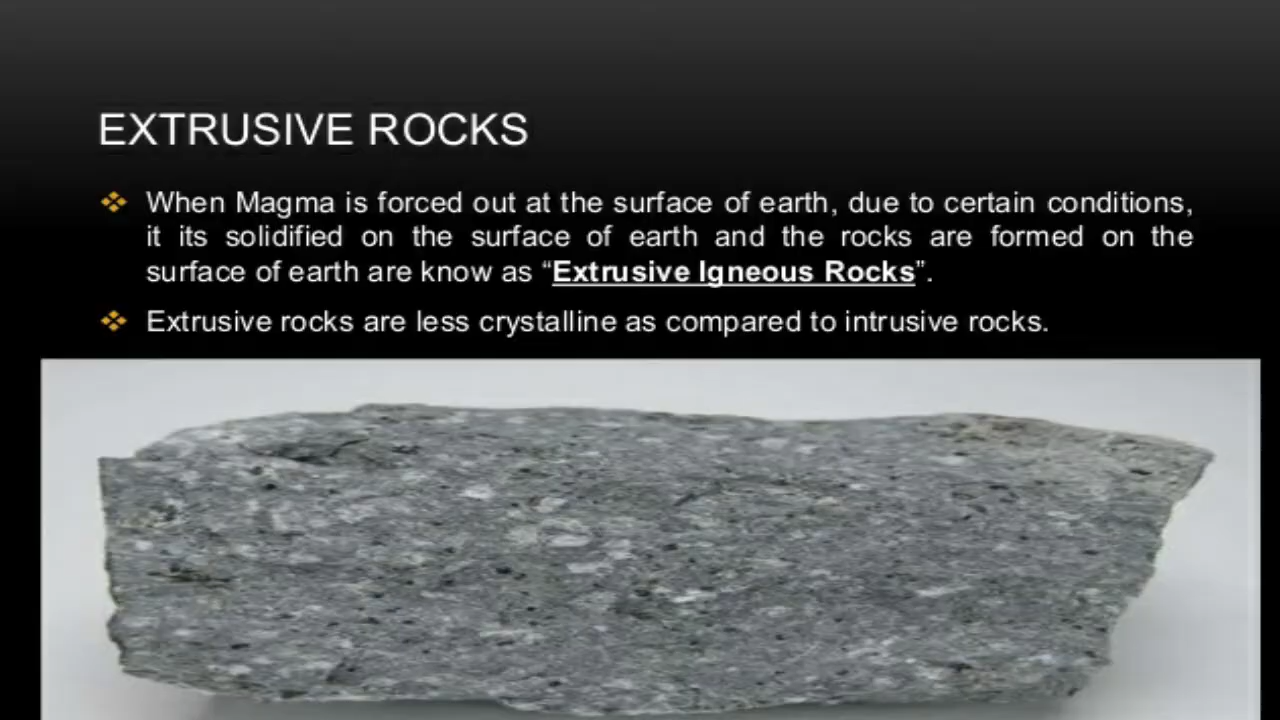 EXTRUSIVE ROCKS
When Magma is forced out at the surface of earth, due to certain conditions,
it its solidified on the surface of earth and the rocks are formed on the
surface of earth are know as “Extrusive Igneous Rocks”.
Extrusive rocks are less crystalline as compared to intrusive rocks.